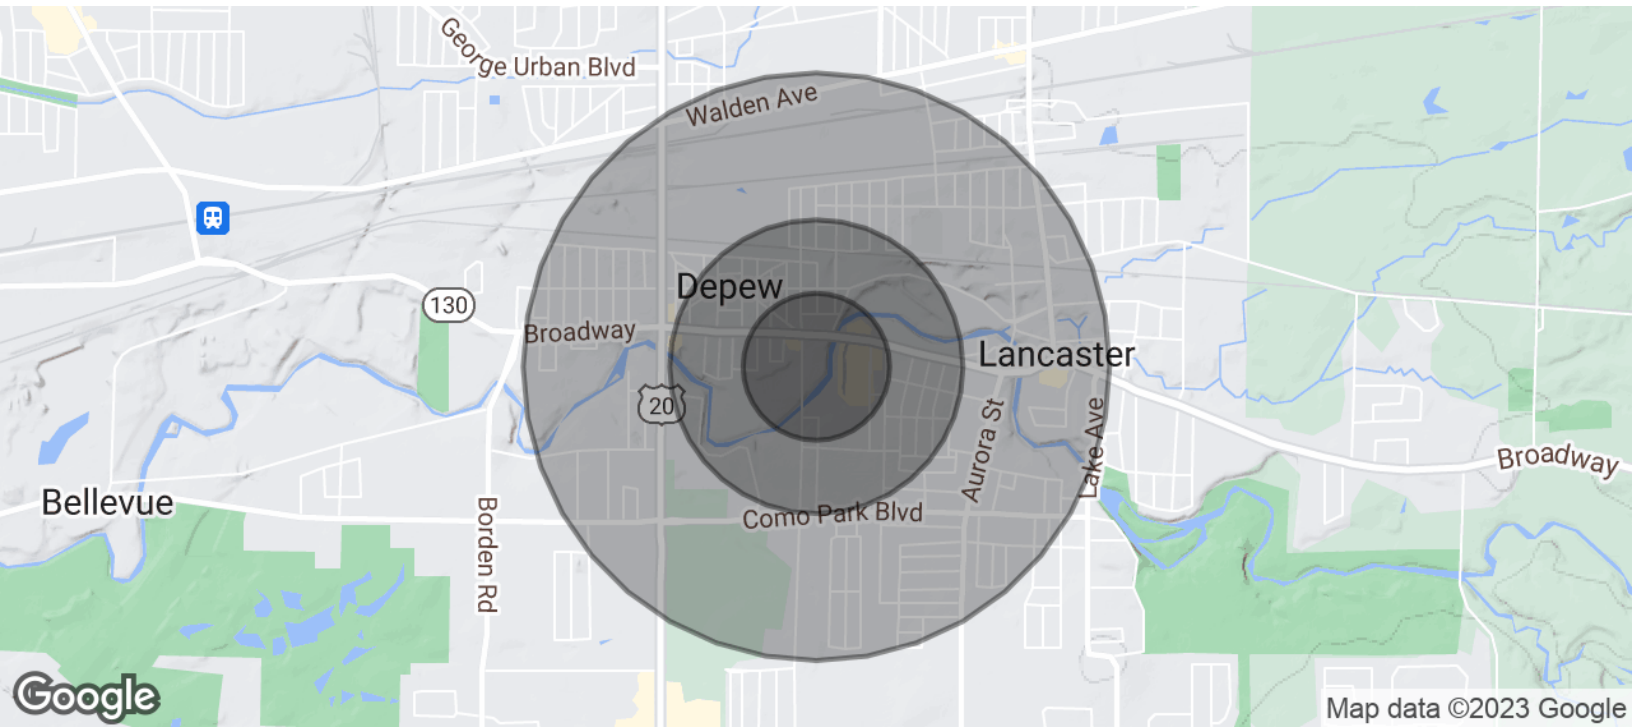 George Urban Blvd
Walden Ave
Depew
130
Broadway
Lancaster
20
Aurora St
Lake Ave
Broadway
Bellevue
Borden Rd
Como Park Blvd
Google
Map data ©2023 Google